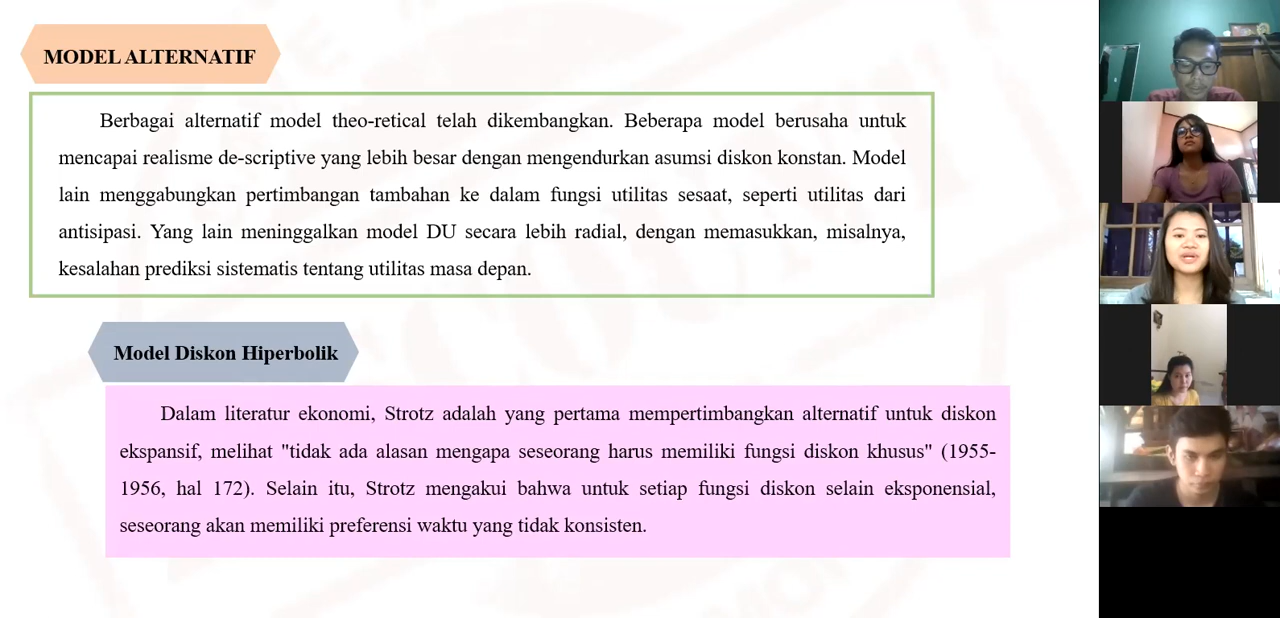 MODEL ALTERNATIF
Berbagai alternatif model theo-retical telah dikembangkan. Beberapa model berusaha untuk
mencapai realisme de-scriptive yang lebih besar dengan mengendurkan asumsi diskon konstan. Model
lain menggabungkan pertimbangan tambahan ke dalam fungsi utilitas sesaat, seperti utilitas dari
antisipasi. Yang lain meninggalkan model DU secara lebih radial, dengan memasukkan, misalnya,
kesalahan prediksi sistematis tentang utilitas masa depan.
Model Diskon Hiperbolik
Dalam literatur ekonomi, Strotz adalah yang pertama mempertimbangkan alternatif untuk diskon
ekspansif, melihat "tidak ada alasan mengapa seseorang harus memiliki fungsi diskon khusus" (1955-
1956, hal 172). Selain itu, Strotz mengakui bahwa untuk setiap fungsi diskon selain eksponensial,
seseorang akan memiliki preferensi waktu yang tidak konsisten.